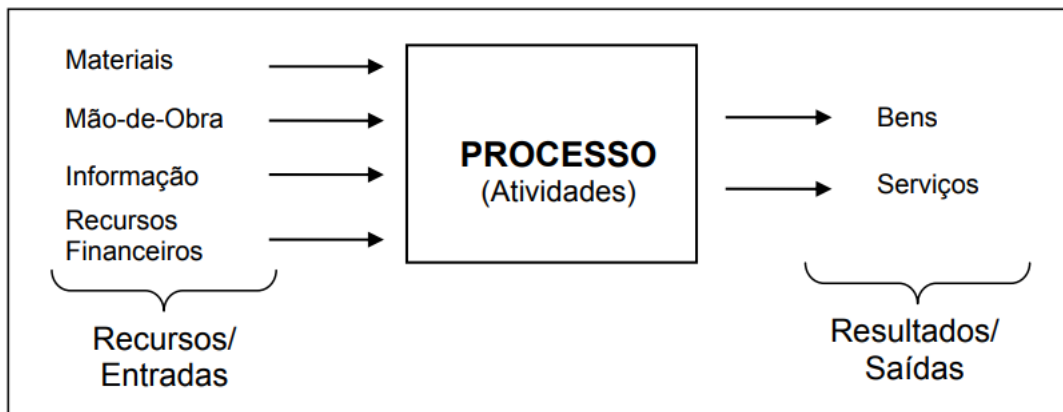 Materiais
Mão-de-Obra
Informação
Recursos
Financeiros
Recursos/
Entradas
PROCESSO
(Atividades)
Bens
Serviços
Resultados/
Saídas